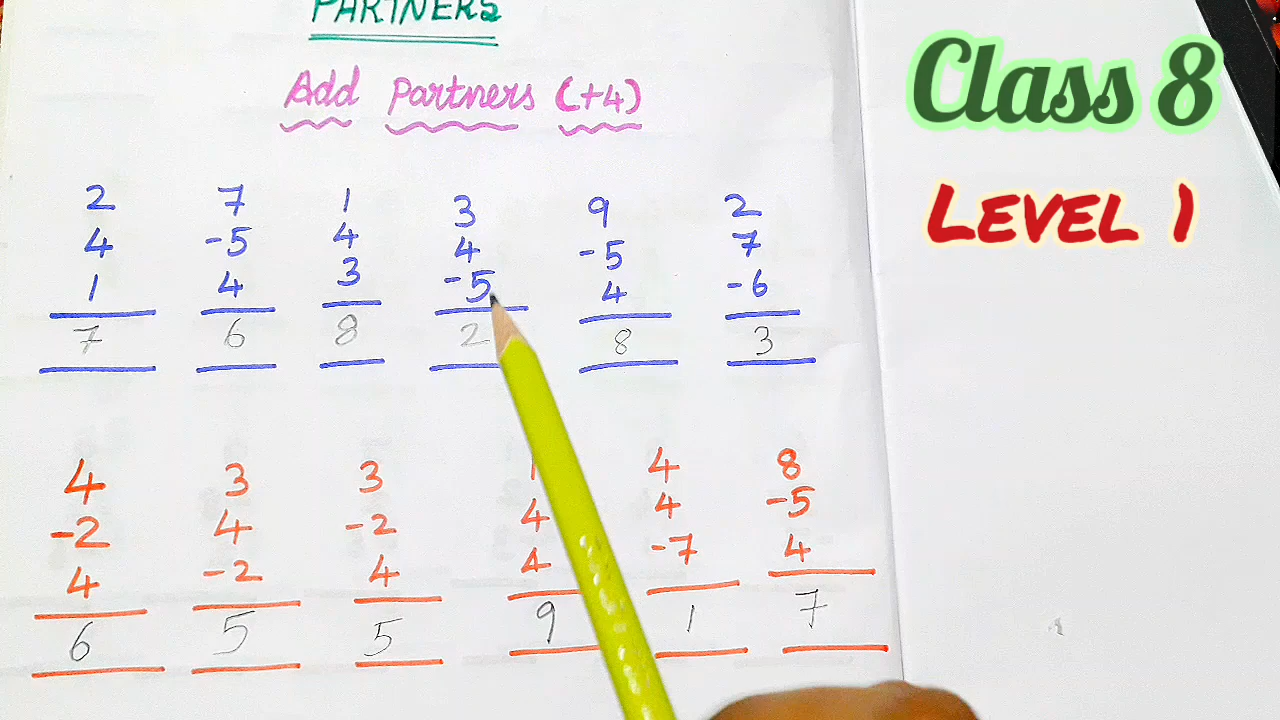 PARTNERS
Add Partners (+4)
Class 8
Level 1
2 7 1 3 9 2
4 -5 4 4 -5 7
1 4 3 -5 4 -6
7 6 8 2 8 3
4 3 3 1 4 8
-2 4 -2 4 4 -5
4 -2 4 4 -7 4
6 5 5 9 1 7